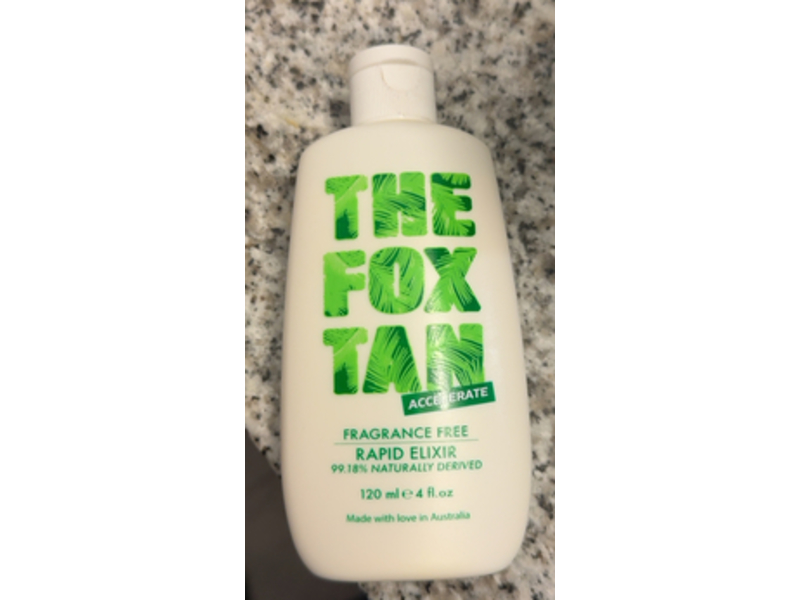 THE
FOX
TAN
ACCELERATE
FRAGRANCE FREE
RAPID ELIXIR
99.18% NATURALLY DERIVED
120 ml ℮ 4 fl.oz
Made with love in Australia